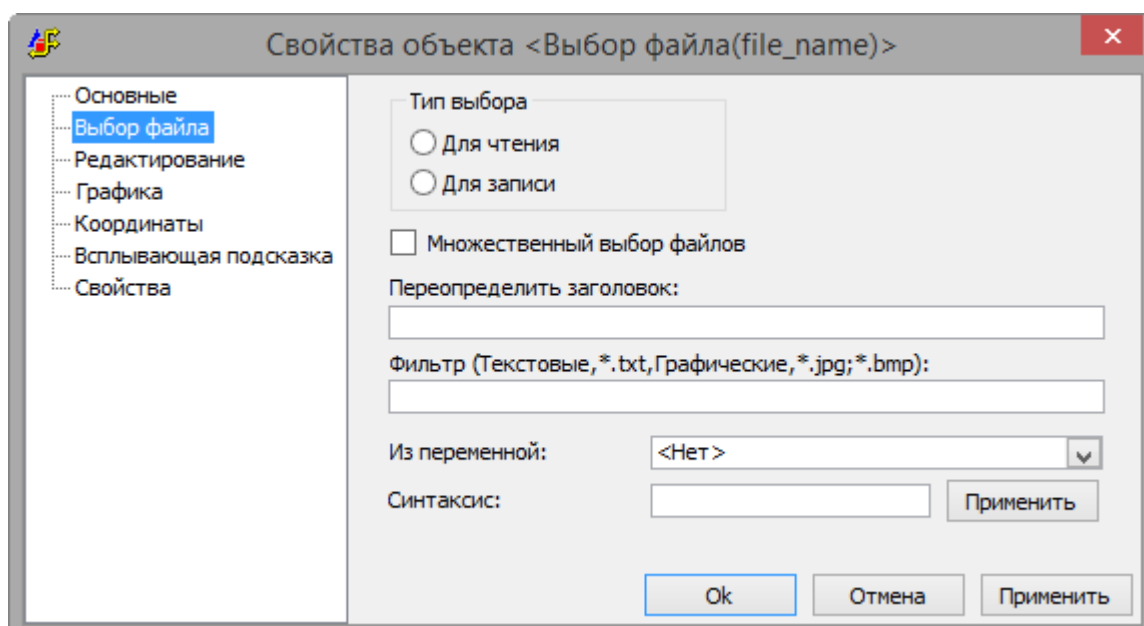 Свойства объекта <Выбор файла(file_name)>
Основные
Выбор файла
Редактирование
Графика
Координаты
Всплывающая подсказка
Свойства
Тип выбора
Для чтения
Для записи
Множественный выбор файлов
Переопределить заголовок:
Фильтр (Текстовые,*.txt,Графические,*.jpg;*.bmp):
Из переменной: <Нет>
Синтаксис: Применить
Ok Отмена Применить